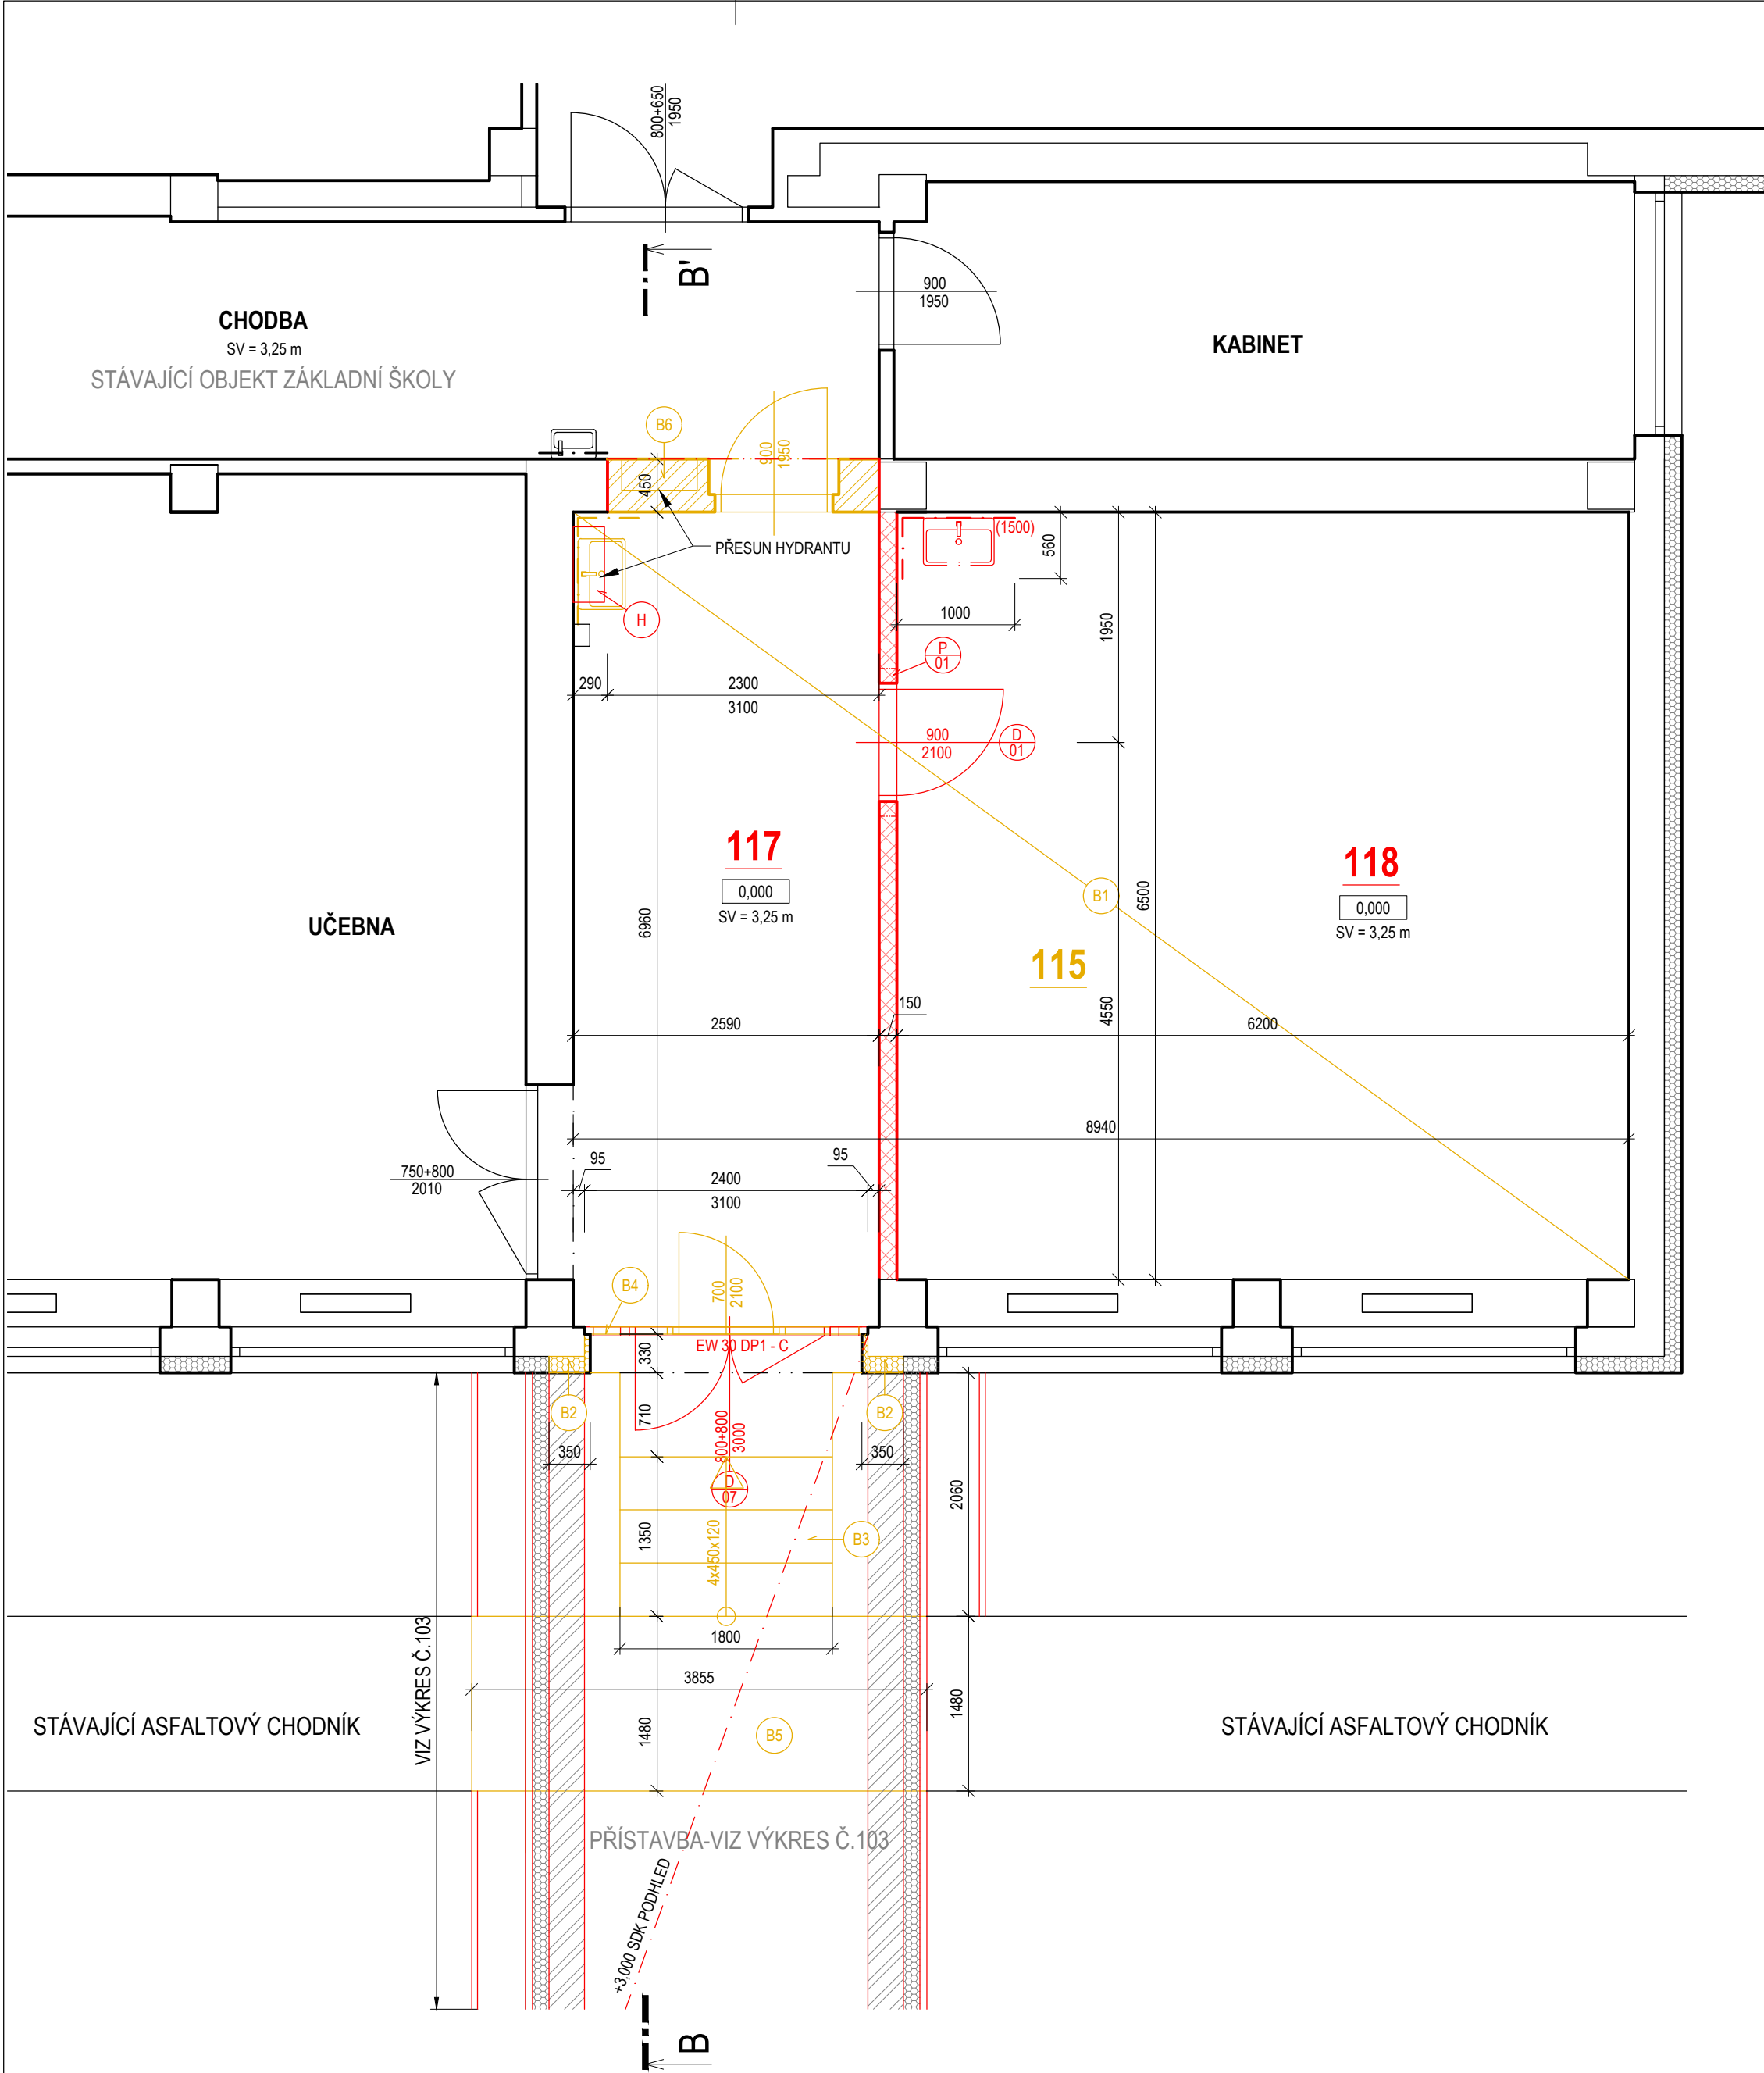 800+650
1950
B'
900
1950
CHODBA
SV = 3,25 m
STÁVAJÍCÍ OBJEKT ZÁKLADNÍ ŠKOLY
KABINET
B6
900
1950
450
PŘESUN HYDRANTU
(1500)
560
H
1000
1950
P
01
290
2300
3100
900
2100
D
01
117
0,000
SV = 3,25 m
118
0,000
SV = 3,25 m
B1
6500
6960
UČEBNA
115
150
4550
2590
6200
8940
750+800
2010
95
95
2400
3100
B4
700
2100
330
EW 30 DP1 - C
B2
B2
710
800+800
3000
350
350
D
07
2060
1350
4x450x120
B3
1800
VIZ VÝKRES Č.103
3855
STÁVAJÍCÍ ASFALTOVÝ CHODNÍK
1480
B5
1480
STÁVAJÍCÍ ASFALTOVÝ CHODNÍK
PŘÍSTAVBA-VIZ VÝKRES Č.103
+3,000 SDK PODHLED
B